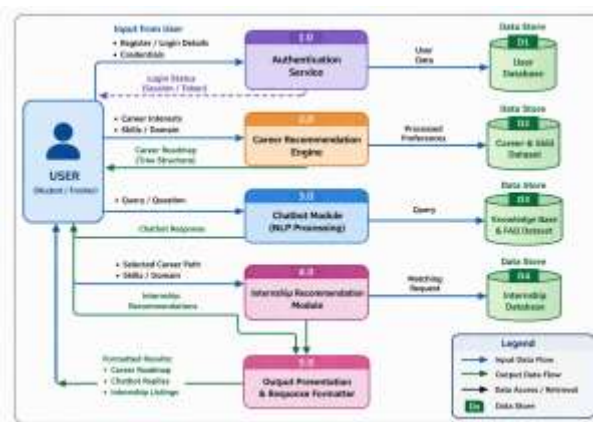 Input from User
• Register / Login Details
• Credentials
1.0
Authentication
Service
User
Data
Data Store
D1
User
Database
Login Status
(Session / Token)
• Career Interests
• Skills / Domain
2.0
Career Recommendation
Engine
Processed
Preferences
Data Store
D2
Career & Skill
Dataset
Career Roadmap
(Tree Structure)
USER
(Student / Fresher)
• Query / Question
3.0
Chatbot Module
(NLP Processing)
Query
Data Store
D3
Knowledge Base
& FAQ Dataset
Chatbot Response
• Selected Career Path
• Skills / Domain
4.0
Internship Recommendation
Module
Matching
Request
Data Store
D4
Internship
Database
Internship
Recommendations
Formatted Results:
• Career Roadmap
• Chatbot Replies
• Internship Listings
5.0
Output Presentation
& Response Formatter
Legend
Input Data Flow
Output Data Flow
Data Access / Retrieval
Data Store